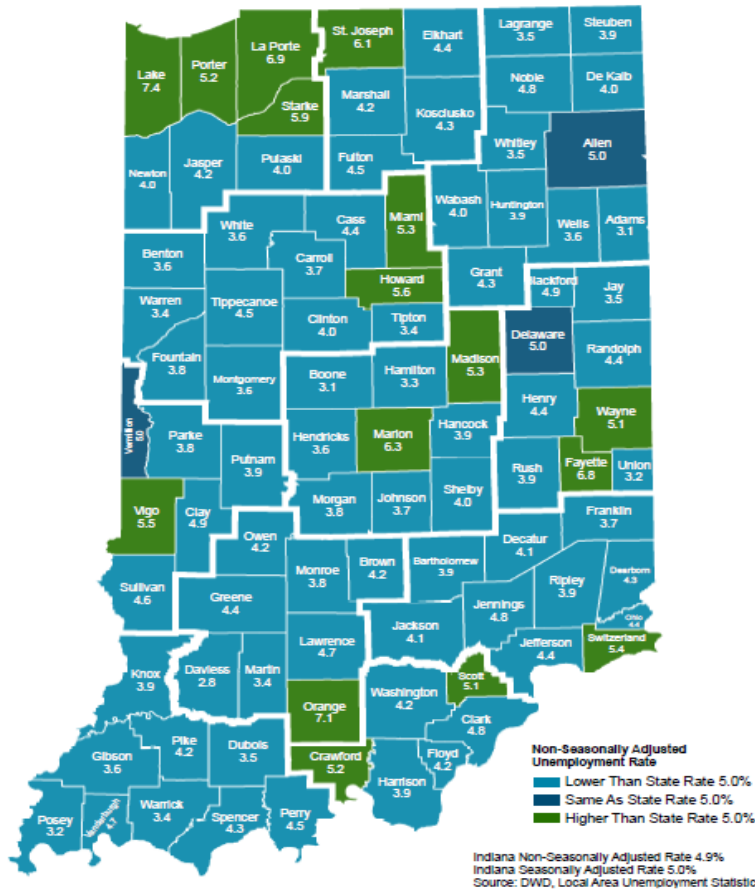 Lake
7.4
Porter
5.2
La Porte
6.9
St. Joseph
6.1
Elkhart
4.4
Lagrange
3.5
Steuben
3.9
Noble
4.8
De Kalb
4.0
Starke
5.9
Marshall
4.2
Kosciusko
4.3
Whitley
3.5
Allen
5.0
Newton
4.0
Jasper
4.2
Pulaski
4.0
Fulton
4.5
Wabash
4.0
Huntington
3.9
Wells
3.6
Adams
3.1
White
3.6
Cass
4.4
Miami
5.3
Benton
3.6
Carroll
3.7
Howard
5.6
Grant
4.3
lackford
4.9
Jay
3.5
Warren
3.4
Tippecanoe
4.5
Clinton
4.0
Tipton
3.4
Delaware
5.0
Randolph
4.4
Fountain
3.8
Montgomery
3.6
Boone
3.1
Hamilton
3.3
Madison
5.3
Henry
4.4
Wayne
5.1
Vermillion
5.0
Parke
3.8
Putnam
3.9
Hendricks
3.6
Marion
6.3
Hancock
3.9
Rush
3.9
Fayette
6.8
Union
3.2
Vigo
5.5
Clay
4.9
Morgan
3.8
Johnson
3.7
Shelby
4.0
Franklin
3.7
Owen
4.2
Decatur
4.1
Sullivan
4.6
Greene
4.4
Monroe
3.8
Brown
4.2
Bartholomew
3.9
Ripley
3.9
Dearborn
4.3
Jennings
4.8
Ohio
4.4
Jackson
4.1
Jefferson
4.4
Switzerland
5.4
Knox
3.9
Daviess
2.8
Martin
3.4
Lawrence
4.7
Orange
7.1
Washington
4.2
Scott
5.1
Clark
4.8
Gibson
3.6
Pike
4.2
Dubois
3.5
Crawford
5.2
Floyd
4.2
Harrison
3.9
Posey
3.2
Vanderburgh
4.7
Warrick
3.4
Spencer
4.3
Perry
4.5
Non-Seasonally Adjusted
Unemployment Rate
Lower Than State Rate 5.0%
Same As State Rate 5.0%
Higher Than State Rate 5.0%
Indiana Non-Seasonally Adjusted Rate 4.9%
Indiana Seasonally Adjusted Rate 5.0%
Source: DWD, Local Area Unemployment Statistic